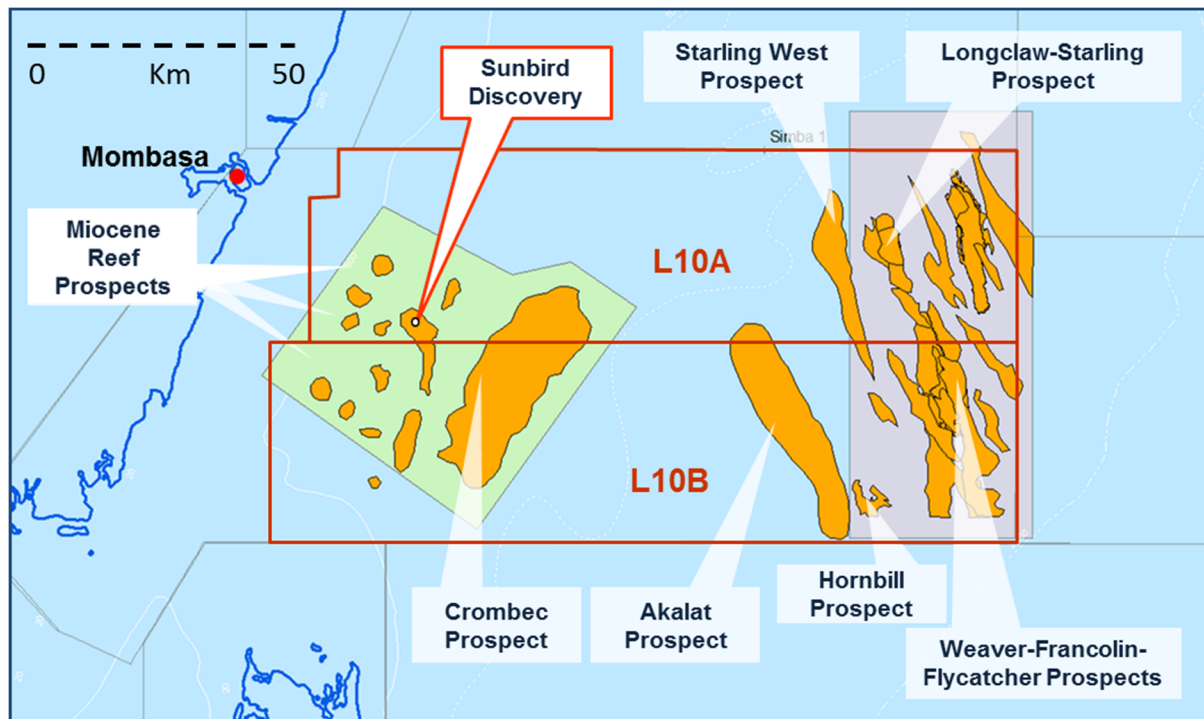 0 Km 50
Sunbird
Discovery
Starling West
Prospect
Longclaw-Starling
Prospect
Simba 1
Mombasa
Miocene
Reef
Prospects
L10A
L10B
Crombec
Prospect
Akalat
Prospect
Hornbill
Prospect
Weaver-Francolin-
Flycatcher Prospects